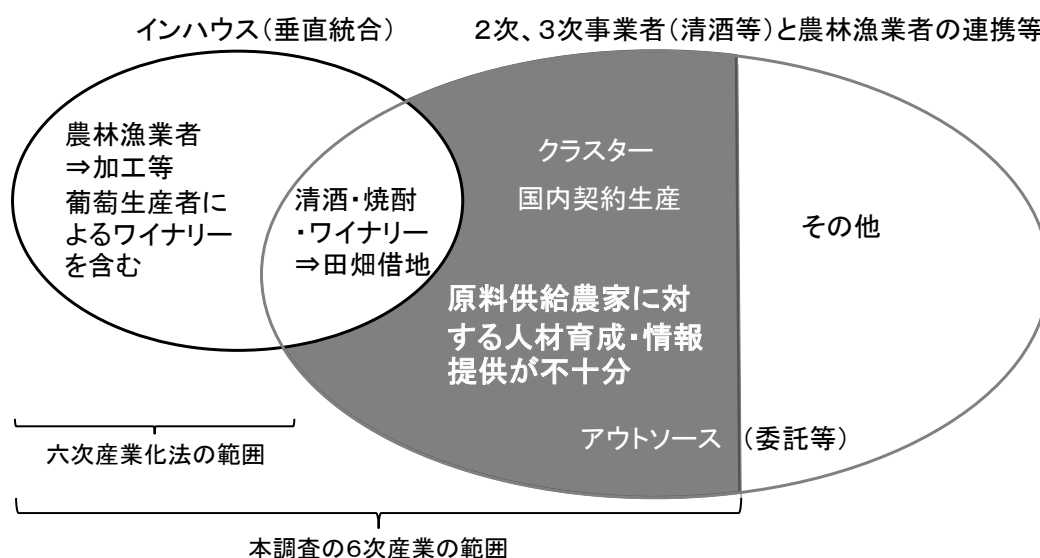 インハウス（垂直統合）
２次、３次事業者（清酒等）と農林漁業者の連携等
農林漁業者
⇒加工等
葡萄生産者に
よるワイナリー
を含む
清酒・焼酎
・ワイナリー
⇒田畑借地
クラスター
国内契約生産
原料供給農家に対
する人材育成・情報
提供が不十分
アウトソース（委託等）
その他
六次産業化法の範囲
本調査の６次産業の範囲